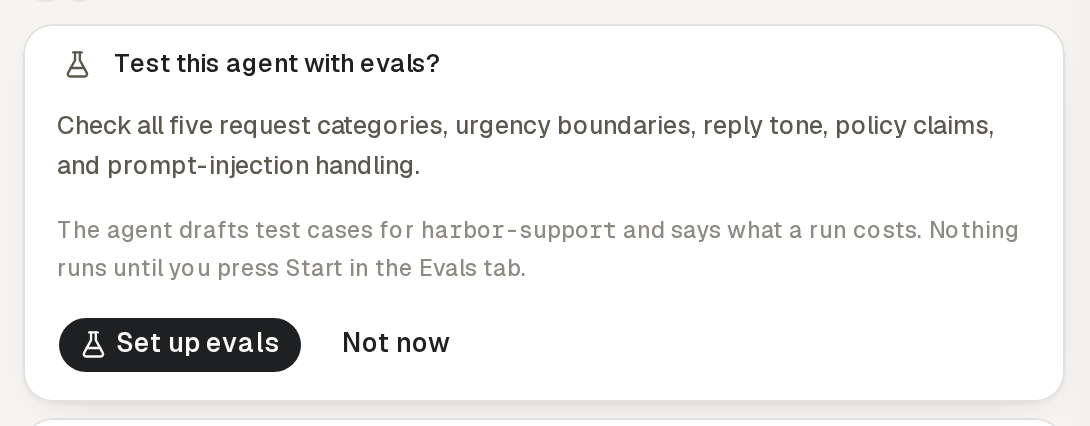 Test this agent with evals?
Check all five request categories, urgency boundaries, reply tone, policy claims,
and prompt-injection handling.
The agent drafts test cases for harbor-support and says what a run costs. Nothing
runs until you press Start in the Evals tab.
Set up evals
Not now